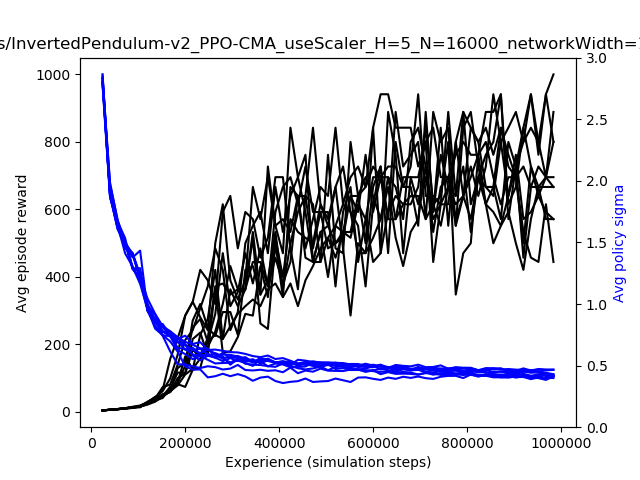 s/InvertedPendulum-v2_PPO-CMA_useScaler_H=5_N=16000_networkWidth=
1000
800
600
400
200
0
Avg episode reward
3.0
2.5
2.0
1.5
1.0
0.5
0.0
Avg policy sigma
0 200000 400000 600000 800000 1000000
Experience (simulation steps)